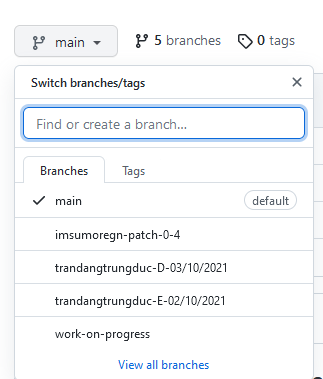 main 5 branches 0 tags
Switch branches/tags
Find or create a branch...
Branches Tags
main default
imsumoregn-patch-0-4
trandangtrungduc-D-03/10/2021
trandangtrungduc-E-02/10/2021
work-on-progress
View all branches